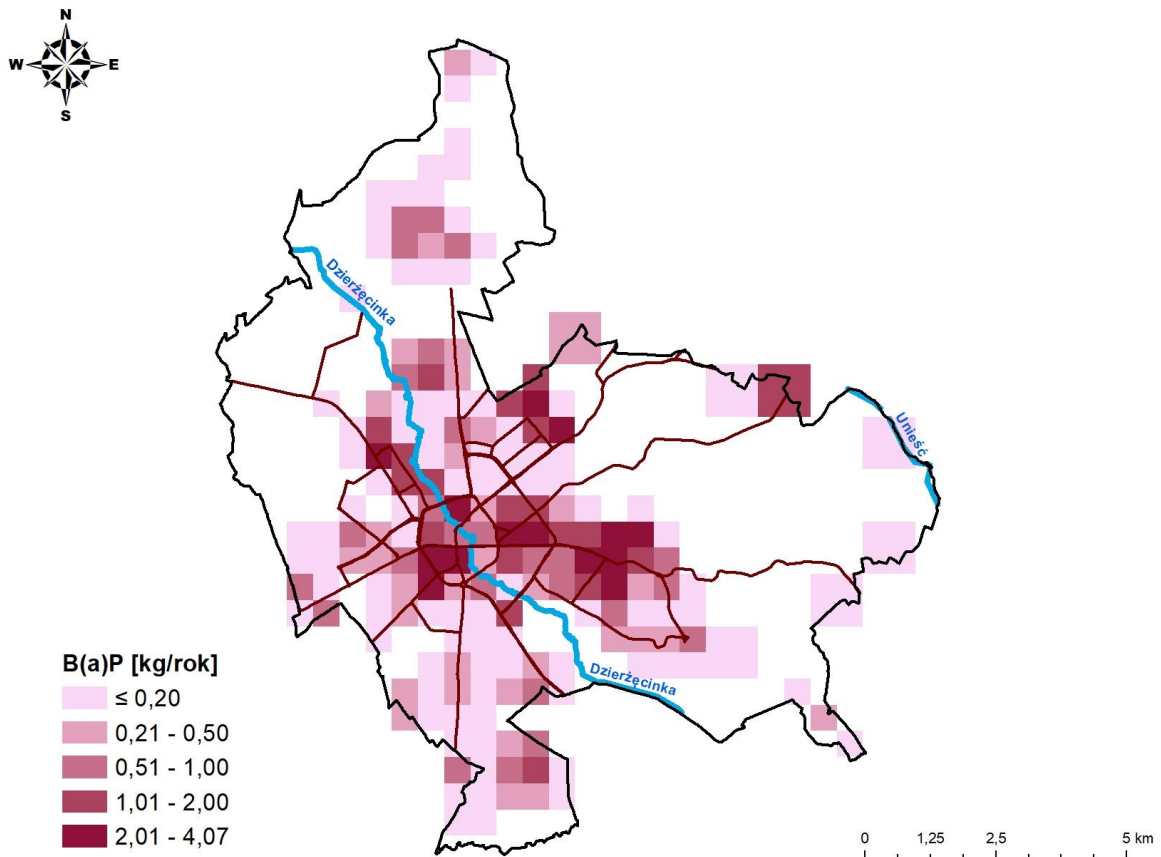 N
W E
S
Dzierżęcinka
Unieść
Dzierżęcinka
B(a)P [kg/rok]
≤ 0,20
0,21 - 0,50
0,51 - 1,00
1,01 - 2,00
2,01 - 4,07
0 1,25 2,5 5 km